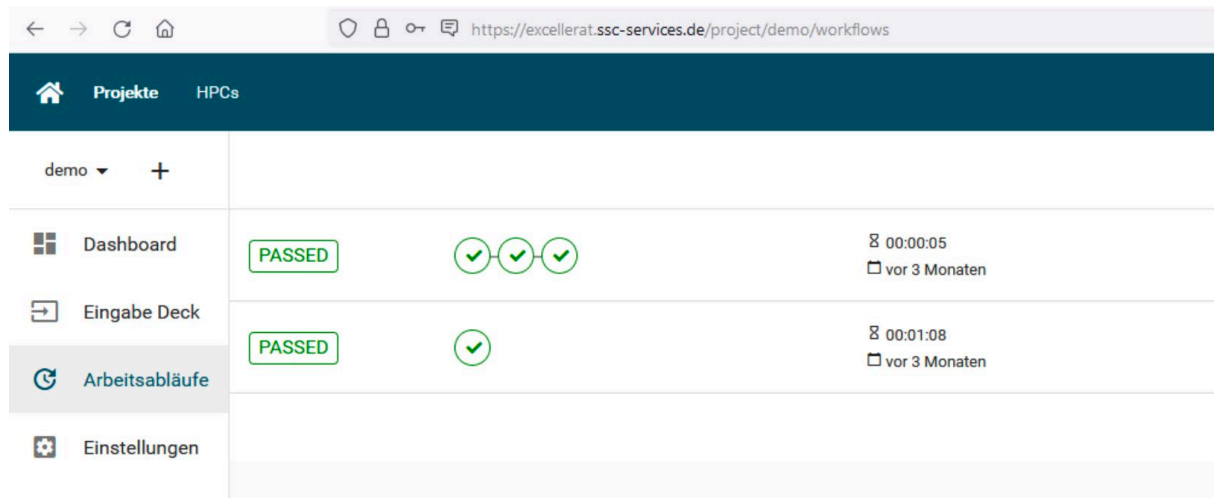 https://excellerat.ssc-services.de/project/demo/workflows
Projekte HPCs
demo
Dashboard
Eingabe Deck
Arbeitsabläufe
Einstellungen
PASSED
00:00:05
vor 3 Monaten
PASSED
00:01:08
vor 3 Monaten